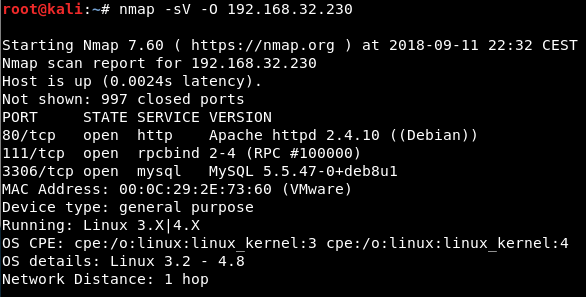 root@kali:~# nmap -sV -O 192.168.32.230
Starting Nmap 7.60 ( https://nmap.org ) at 2018-09-11 22:32 CEST
Nmap scan report for 192.168.32.230
Host is up (0.0024s latency).
Not shown: 997 closed ports
PORT     STATE SERVICE VERSION
80/tcp   open  http    Apache httpd 2.4.10 ((Debian))
111/tcp  open  rpcbind 2-4 (RPC #100000)
3306/tcp open  mysql   MySQL 5.5.47-0+deb8u1
MAC Address: 00:0C:29:2E:73:60 (VMware)
Device type: general purpose
Running: Linux 3.X|4.X
OS CPE: cpe:/o:linux:linux_kernel:3 cpe:/o:linux:linux_kernel:4
OS details: Linux 3.2 - 4.8
Network Distance: 1 hop